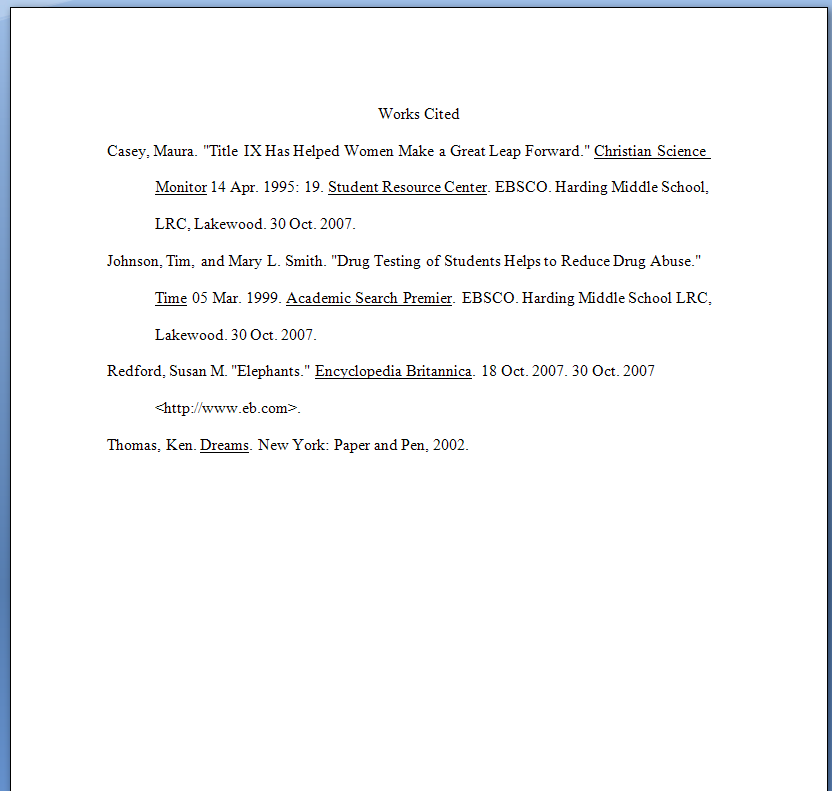 Works Cited
Casey, Maura. "Title IX Has Helped Women Make a Great Leap Forward." Christian Science
Monitor 14 Apr. 1995: 19. Student Resource Center. EBSCO. Harding Middle School,
LRC, Lakewood. 30 Oct. 2007.
Johnson, Tim, and Mary L. Smith. "Drug Testing of Students Helps to Reduce Drug Abuse."
Time 05 Mar. 1999. Academic Search Premier. EBSCO. Harding Middle School LRC,
Lakewood. 30 Oct. 2007.
Redford, Susan M. "Elephants." Encyclopedia Britannica. 18 Oct. 2007. 30 Oct. 2007
<http://www.eb.com>.
Thomas, Ken. Dreams. New York: Paper and Pen, 2002.